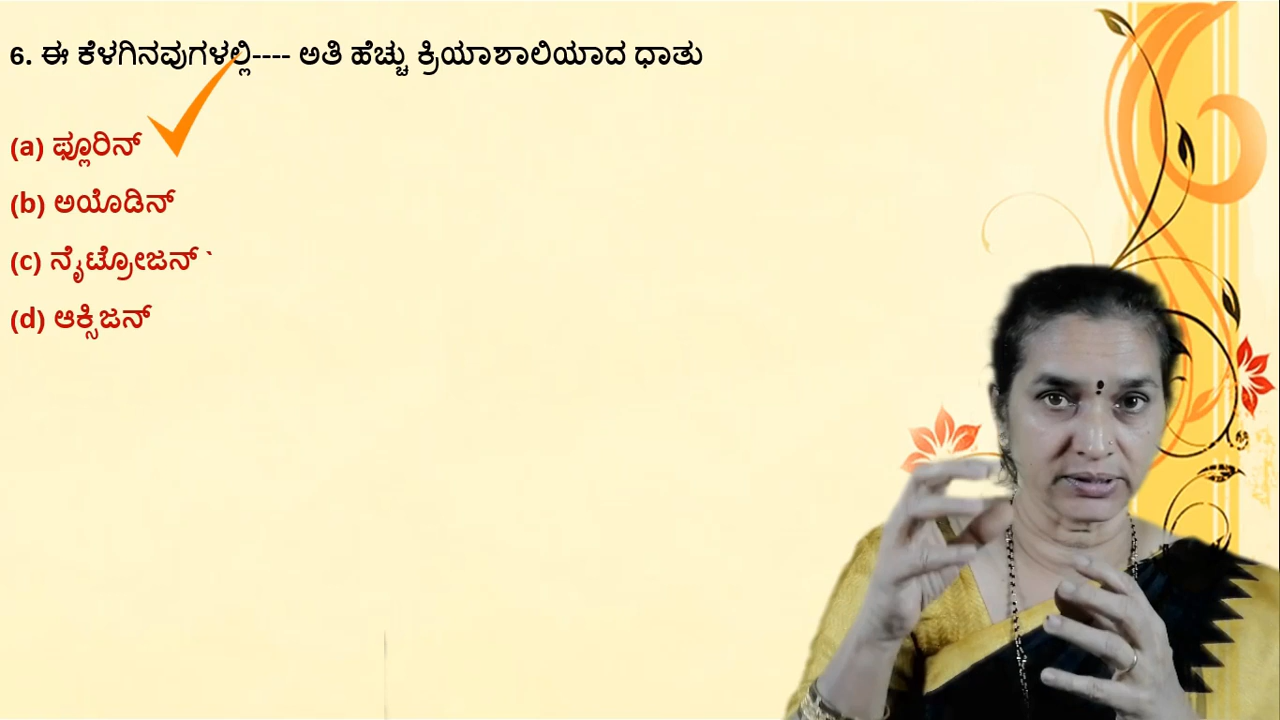 6. ಈ ಕೆಳಗಿನವುಗಳಲ್ಲಿ---- ಅತಿ ಹೆಚ್ಚು ಕ್ರಿಯಾಶಾಲಿಯಾದ ಧಾತು
(a) ಫ್ಲೂರಿನ್
(b) ಅಯೊಡಿನ್
(c) ನೈಟ್ರೋಜನ್ `
(d) ಆಕ್ಸಿಜನ್